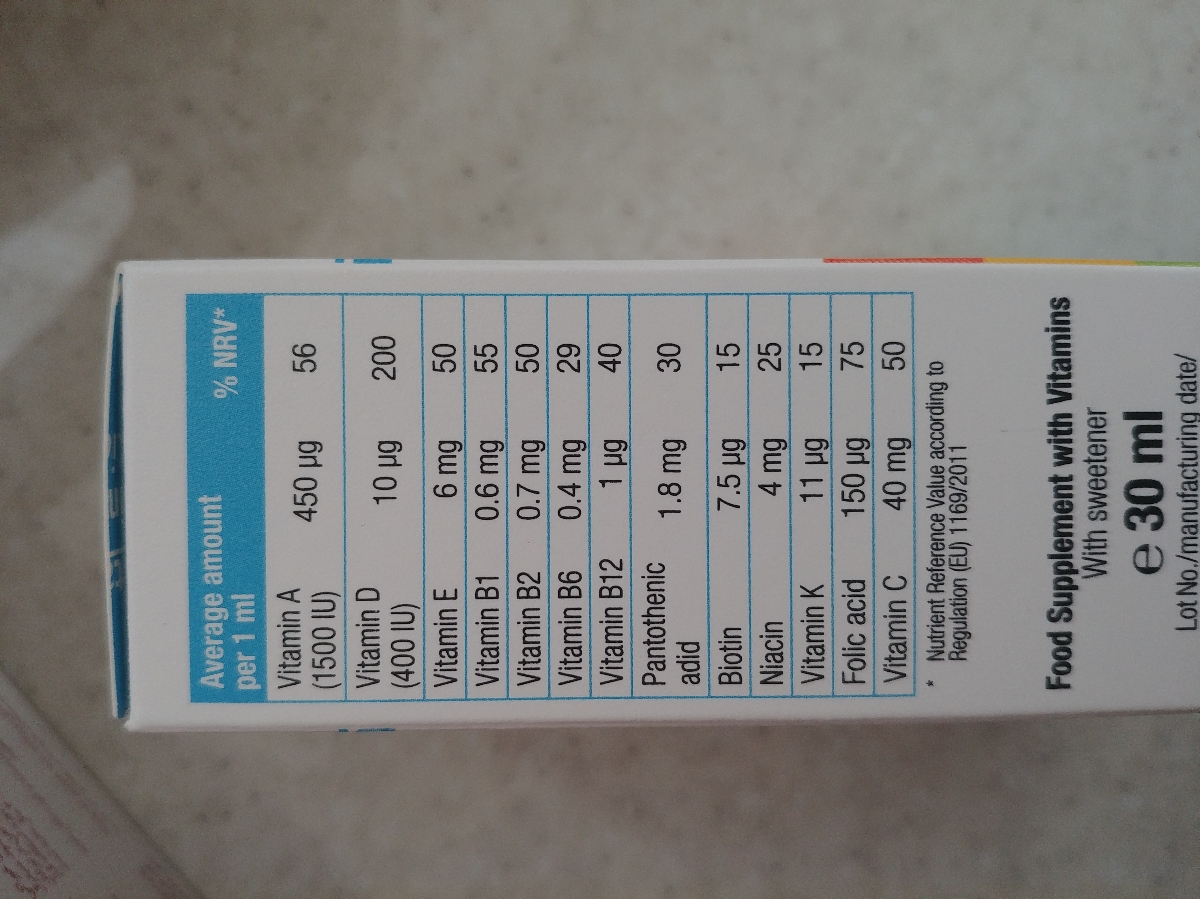 Average amount
per 1 ml % NRV*
Vitamin A
(1500 IU) 450 µg 56
Vitamin D
(400 IU) 10 µg 200
Vitamin E 6 mg 50
Vitamin B1 0.6 mg 55
Vitamin B2 0.7 mg 50
Vitamin B6 0.4 mg 29
Vitamin B12 1 µg 40
Pantothenic
adid 1.8 mg 30
Biotin 7.5 µg 15
Niacin 4 mg 25
Vitamin K 11 µg 15
Folic acid 150 µg 75
Vitamin C 40 mg 50
* Nutrient Reference Value according to
Regulation (EU) 1169/2011
Food Supplement with Vitamins
With sweetener
e 30 ml
Lot No./manufacturing date/